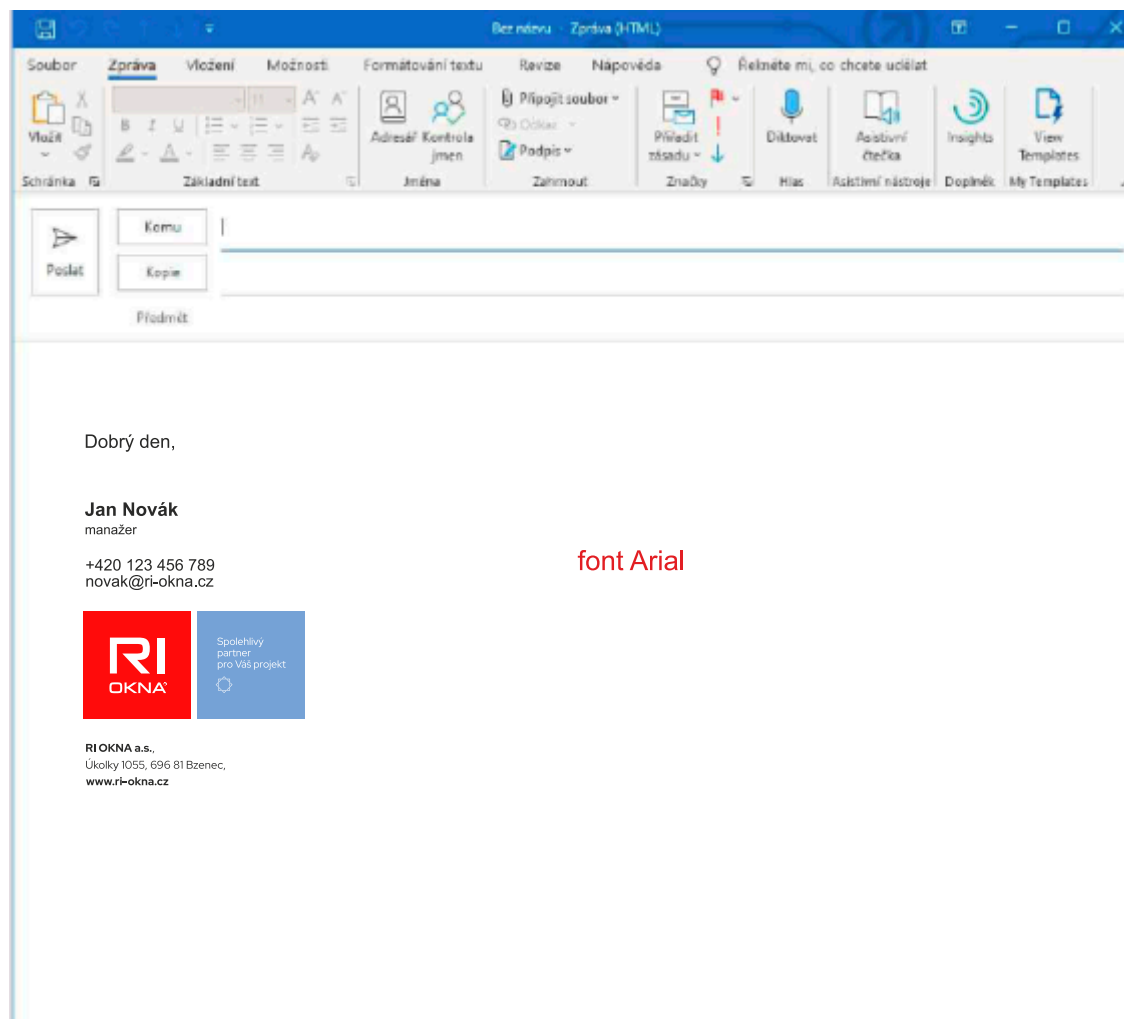 Bez názvu - Zpráva (HTML)
Soubor Zpráva Vložení Možnosti Formátování textu Revize Nápověda Řekněte mi, co chcete udělat
Vložit
11
B I U
Adresář Kontrola jmen
Připojit soubor
Odkaz
Podpis
Přiřadit zásadu
Diktovat
Asistivní čtečka
Insights
View Templates
Schránka Základní text Jména Zahrnout Značky Hlas Asistivní nástroje Doplněk My Templates
Poslat
Komu
Kopie
Předmět
Dobrý den,
Jan Novák
manažer
+420 123 456 789
novak@ri-okna.cz
font Arial
RI
OKNA
Spolehlivý
partner
pro Váš projekt
RI OKNA a.s.,
Úkolky 1055, 696 81 Bzenec,
www.ri-okna.cz